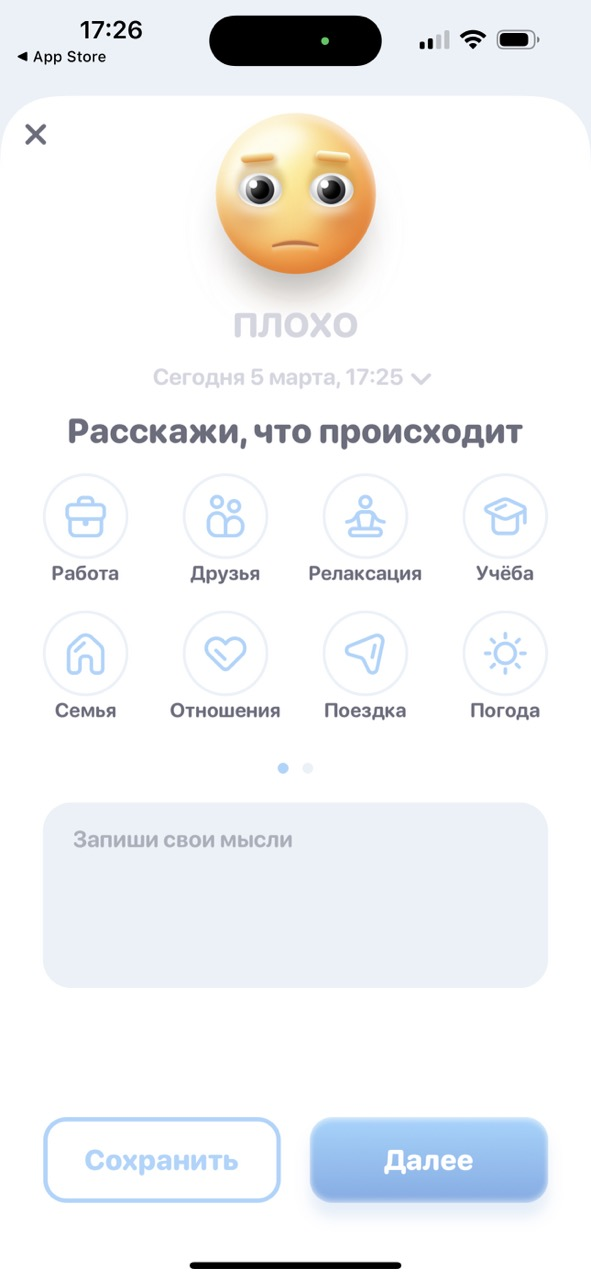 17:26
◀ App Store
плохо
Сегодня 5 марта, 17:25
Расскажи, что происходит
Работа Друзья Релаксация Учёба
Семья Отношения Поездка Погода
Запиши свои мысли
Сохранить Далее